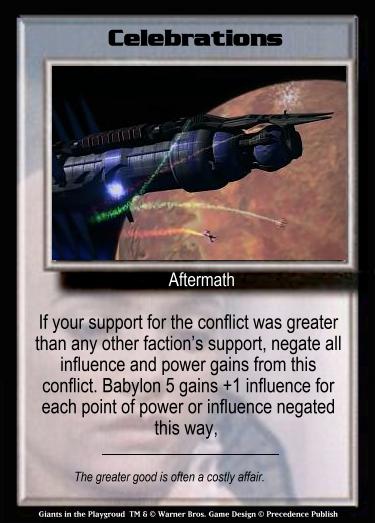 Celebrations
Aftermath
If your support for the conflict was greater
than any other faction's support, negate all
influence and power gains from this
conflict. Babylon 5 gains +1 influence for
each point of power or influence negated
this way,
The greater good is often a costly affair.
Giants in the Playgroud TM & © Warner Bros. Game Design © Precedence Publish